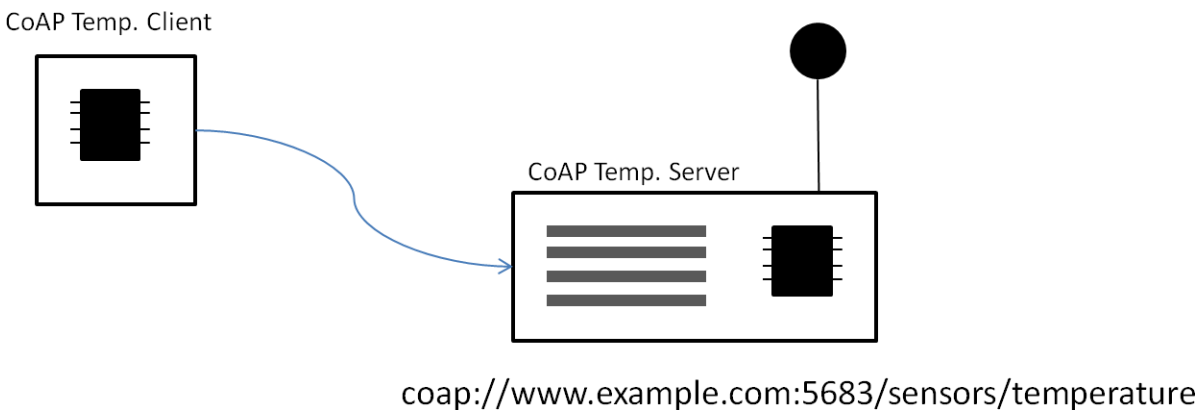 CoAP Temp. Client
CoAP Temp. Server
coap://www.example.com:5683/sensors/temperature